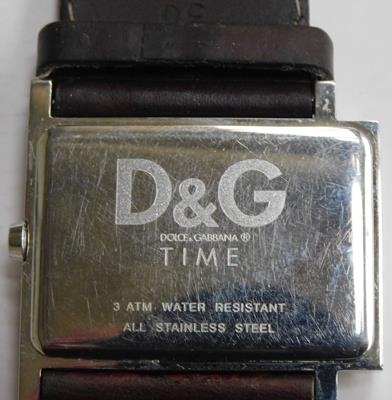 D&G
DOLCE & GABBANA ®
TIME
3 ATM WATER RESISTANT
ALL STAINLESS STEEL